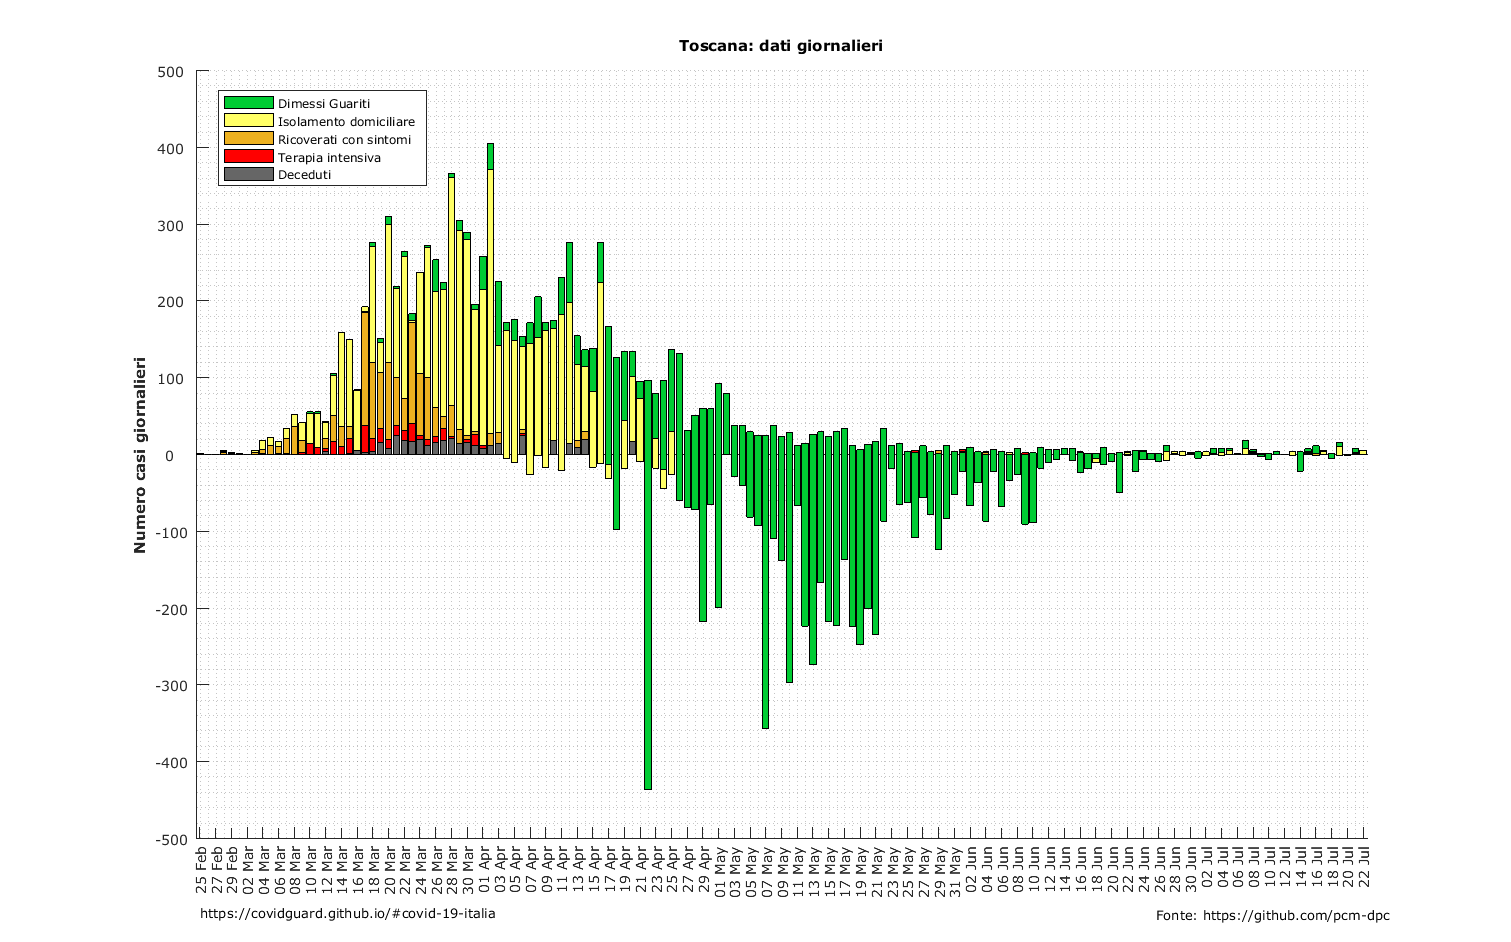 Toscana: dati giornalieri
500
400
300
200
100
0
-100
-200
-300
-400
-500
Numero casi giornalieri
Dimessi Guariti
Isolamento domiciliare
Ricoverati con sintomi
Terapia intensiva
Deceduti
25 Feb
27 Feb
29 Feb
02 Mar
04 Mar
06 Mar
08 Mar
10 Mar
12 Mar
14 Mar
16 Mar
18 Mar
20 Mar
22 Mar
24 Mar
26 Mar
28 Mar
30 Mar
01 Apr
03 Apr
05 Apr
07 Apr
09 Apr
11 Apr
13 Apr
15 Apr
17 Apr
19 Apr
21 Apr
23 Apr
25 Apr
27 Apr
29 Apr
01 May
03 May
05 May
07 May
09 May
11 May
13 May
15 May
17 May
19 May
21 May
23 May
25 May
27 May
29 May
31 May
02 Jun
04 Jun
06 Jun
08 Jun
10 Jun
12 Jun
14 Jun
16 Jun
18 Jun
20 Jun
22 Jun
24 Jun
26 Jun
28 Jun
30 Jun
02 Jul
04 Jul
06 Jul
08 Jul
10 Jul
12 Jul
14 Jul
16 Jul
18 Jul
20 Jul
22 Jul
https://covidguard.github.io/#covid-19-italia
Fonte: https://github.com/pcm-dpc